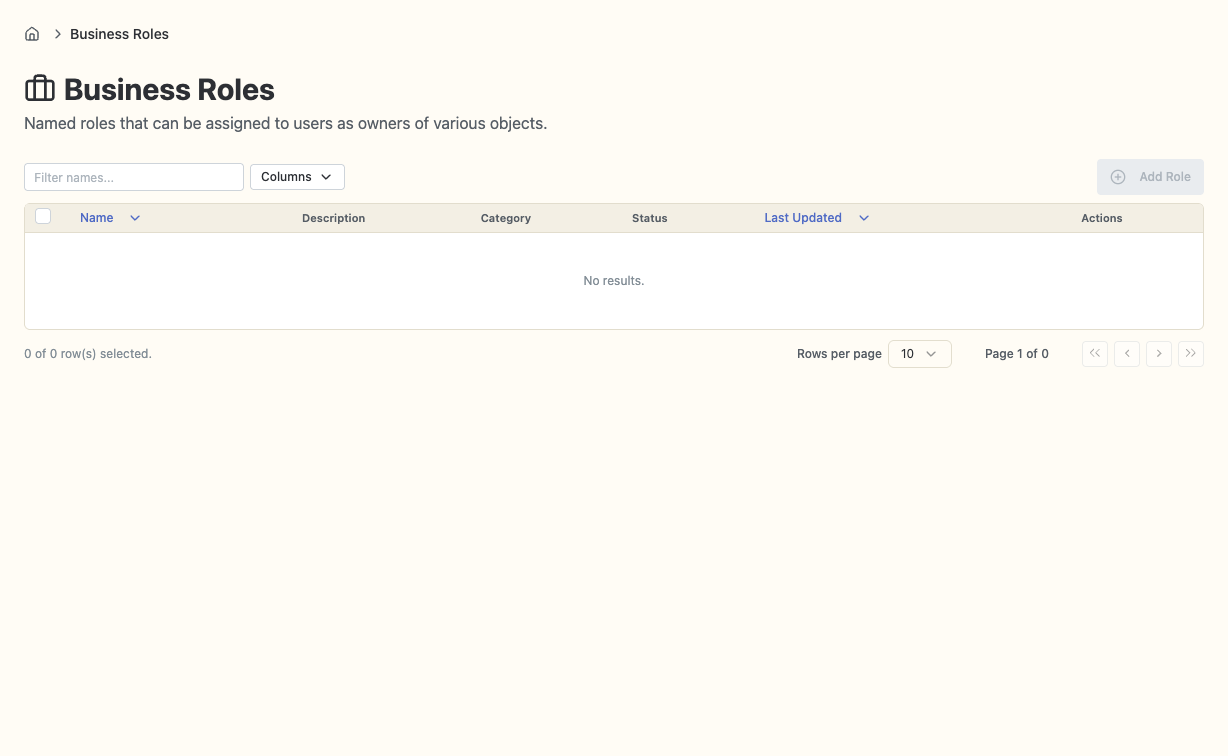 Business Roles
Business Roles
Named roles that can be assigned to users as owners of various objects.
Filter names...
Columns
Add Role
Name Description Category Status Last Updated Actions
No results.
0 of 0 row(s) selected.
Rows per page 10 Page 1 of 0